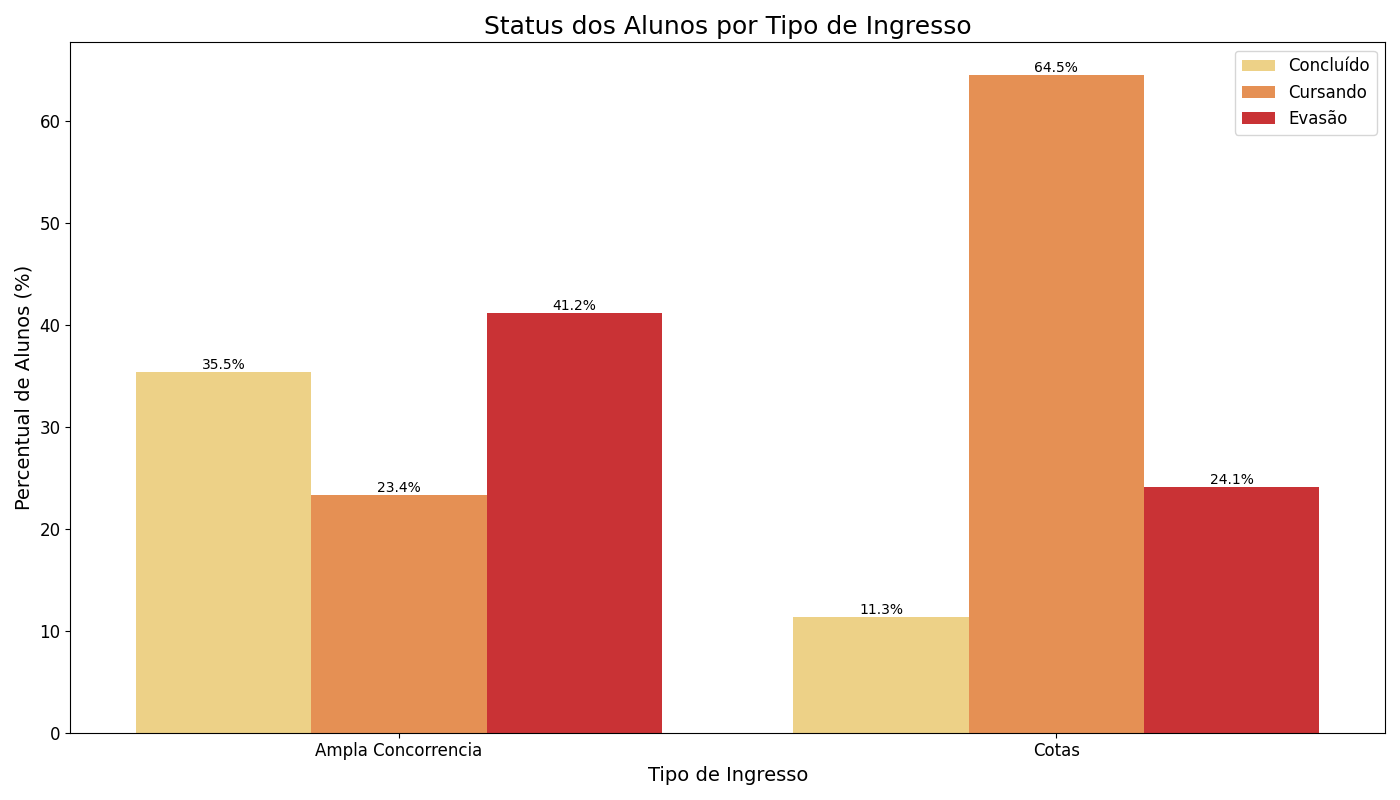 Status dos Alunos por Tipo de Ingresso
Concluído
Cursando
Evasão
Percentual de Alunos (%)
60
50
40
30
20
10
0
35.5%
23.4%
41.2%
11.3%
64.5%
24.1%
Ampla Concorrencia
Cotas
Tipo de Ingresso